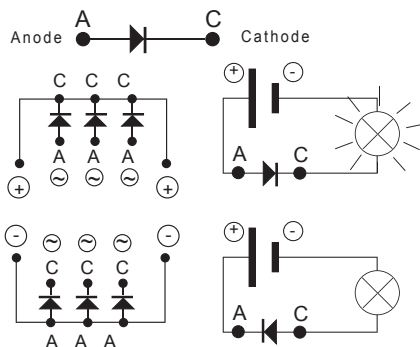 A C
Anode Cathode
C C C
A A A
~ ~ ~
+ +
+ -
A C
- ~ ~ ~ -
C C C
A A A
+ -
A C